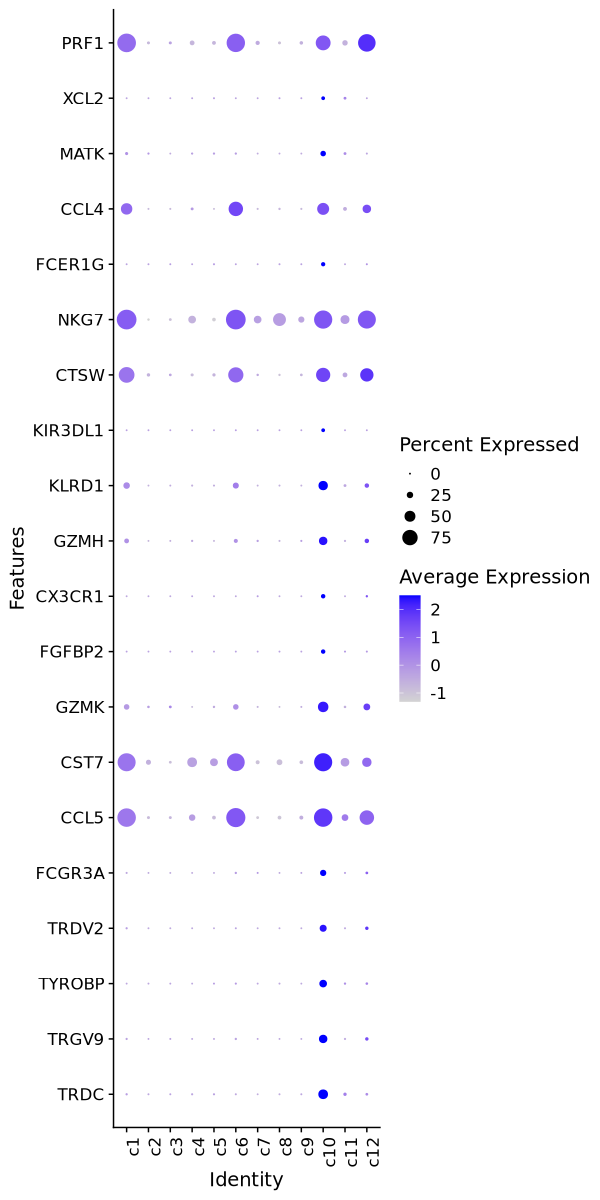 PRF1
XCL2
MATK
CCL4
FCER1G
NKG7
CTSW
KIR3DL1
KLRD1
GZMH
CX3CR1
FGFBP2
GZMK
CST7
CCL5
FCGR3A
TRDV2
TYROBP
TRGV9
TRDC
Features
c1 c2 c3 c4 c5 c6 c7 c8 c9 c10 c11 c12
Identity
Percent Expressed
0
25
50
75
Average Expression
2
1
0
-1